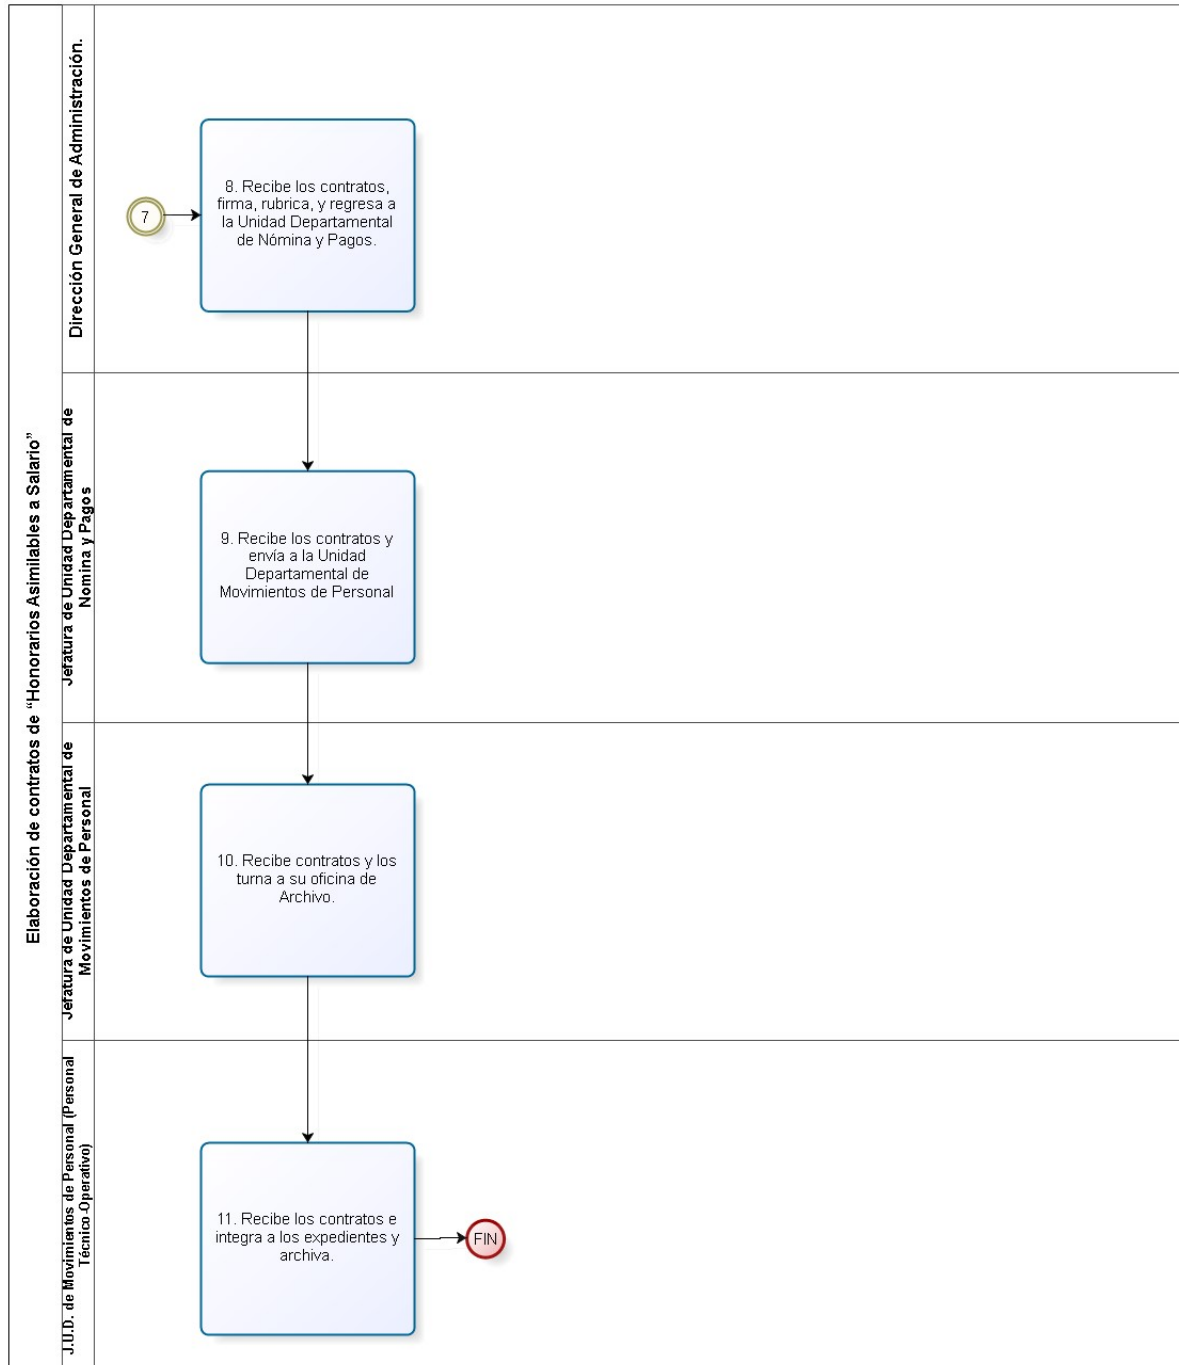 Elaboración de contratos de “Honorarios Asimilables a Salario”
Dirección General de Administración.
7
8. Recibe los contratos,
firma, rubrica, y regresa a
la Unidad Departamental
de Nómina y Pagos.
Jefatura de Unidad Departamental de
Nomina y Pagos
9. Recibe los contratos y
envía a la Unidad
Departamental de
Movimientos de Personal
Jefatura de Unidad Departamental de
Movimientos de Personal
10. Recibe contratos y los
turna a su oficina de
Archivo.
J.U.D. de Movimientos de Personal (Personal
Técnico-Operativo)
11. Recibe los contratos e
integra a los expedientes y
archiva.
FIN